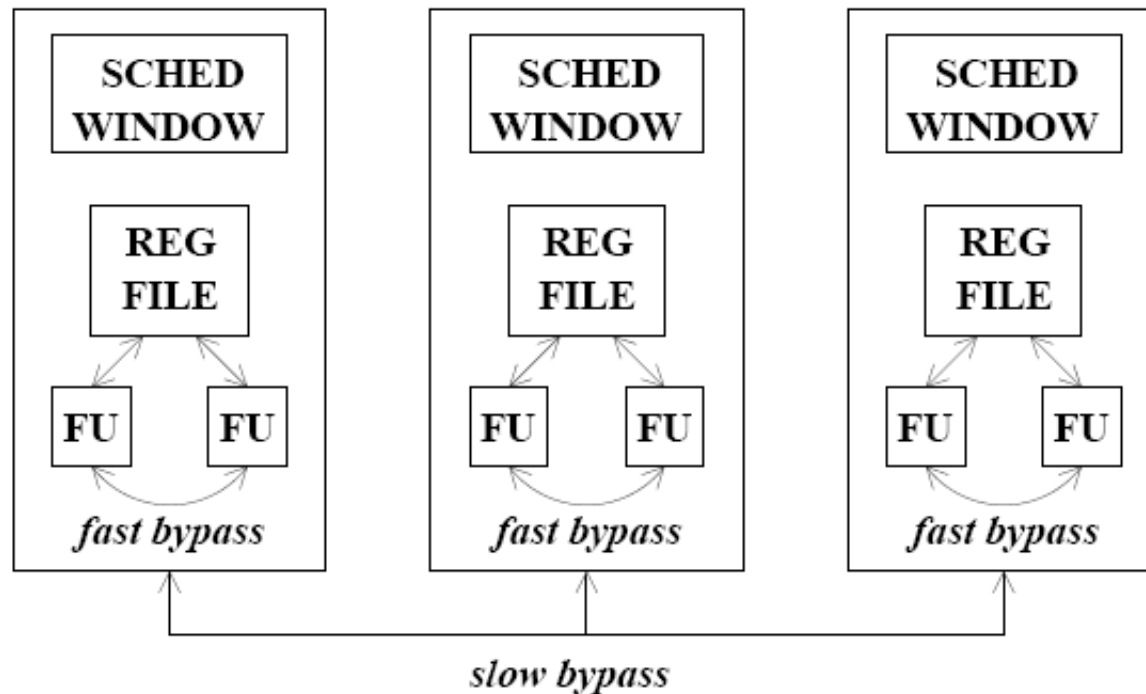 SCHED
WINDOW
REG
FILE
FU FU
fast bypass
SCHED
WINDOW
REG
FILE
FU FU
fast bypass
SCHED
WINDOW
REG
FILE
FU FU
fast bypass
slow bypass